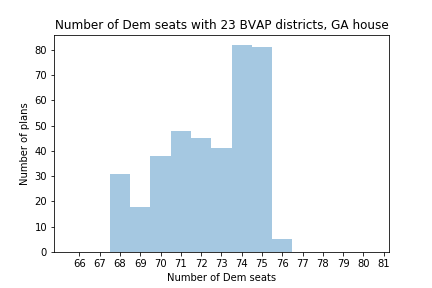 Number of Dem seats with 23 BVAP districts, GA house
80
70
60
50
40
30
20
10
0
Number of plans
66 67 68 69 70 71 72 73 74 75 76 77 78 79 80 81
Number of Dem seats